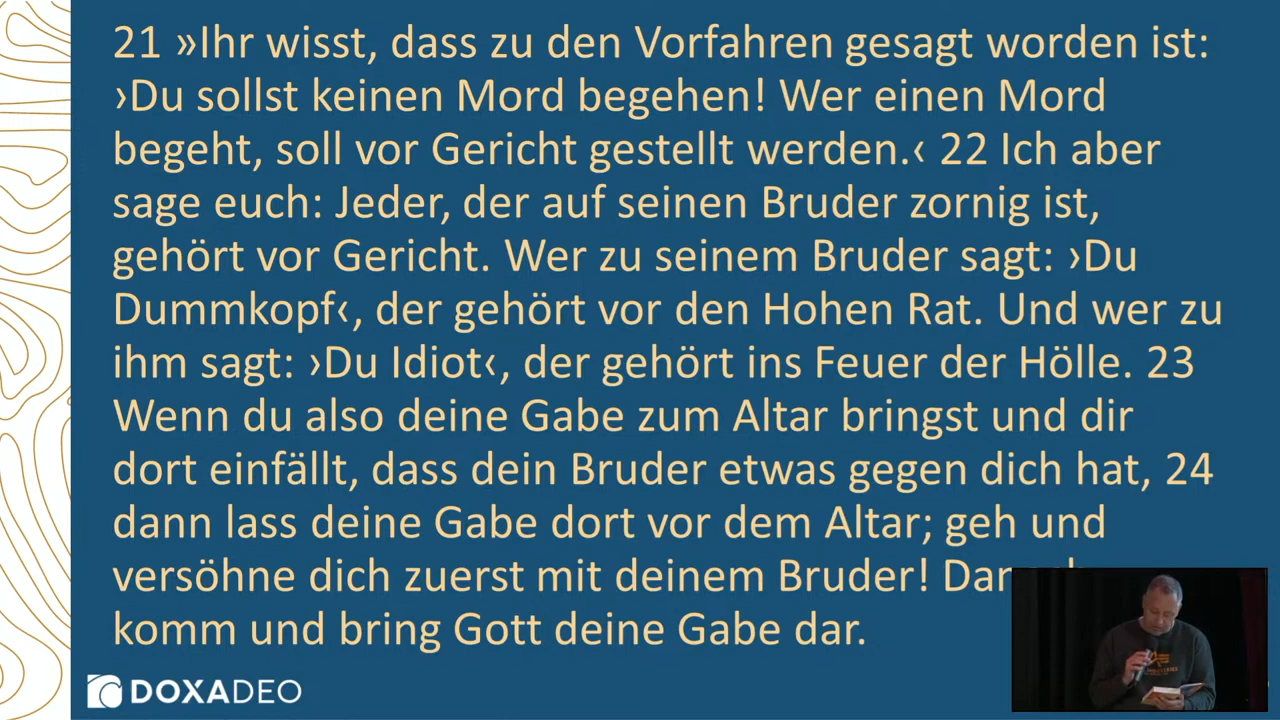 21 »Ihr wisst, dass zu den Vorfahren gesagt worden ist:
›Du sollst keinen Mord begehen! Wer einen Mord
begeht, soll vor Gericht gestellt werden.‹ 22 Ich aber
sage euch: Jeder, der auf seinen Bruder zornig ist,
gehört vor Gericht. Wer zu seinem Bruder sagt: ›Du
Dummkopf‹, der gehört vor den Hohen Rat. Und wer zu
ihm sagt: ›Du Idiot‹, der gehört ins Feuer der Hölle. 23
Wenn du also deine Gabe zum Altar bringst und dir
dort einfällt, dass dein Bruder etwas gegen dich hat, 24
dann lass deine Gabe dort vor dem Altar; geh und
versöhne dich zuerst mit deinem Bruder!
komm und bring Gott deine Gabe dar.
DOXADEO